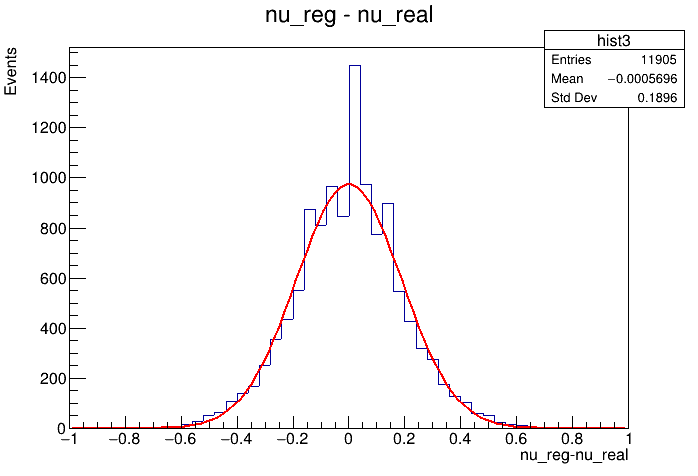 nu_reg - nu_real
hist3
Entries 11905
Mean −0.0005696
Std Dev 0.1896
Events
1400
1200
1000
800
600
400
200
0
−1 −0.8 −0.6 −0.4 −0.2 0 0.2 0.4 0.6 0.8 1
nu_reg-nu_real